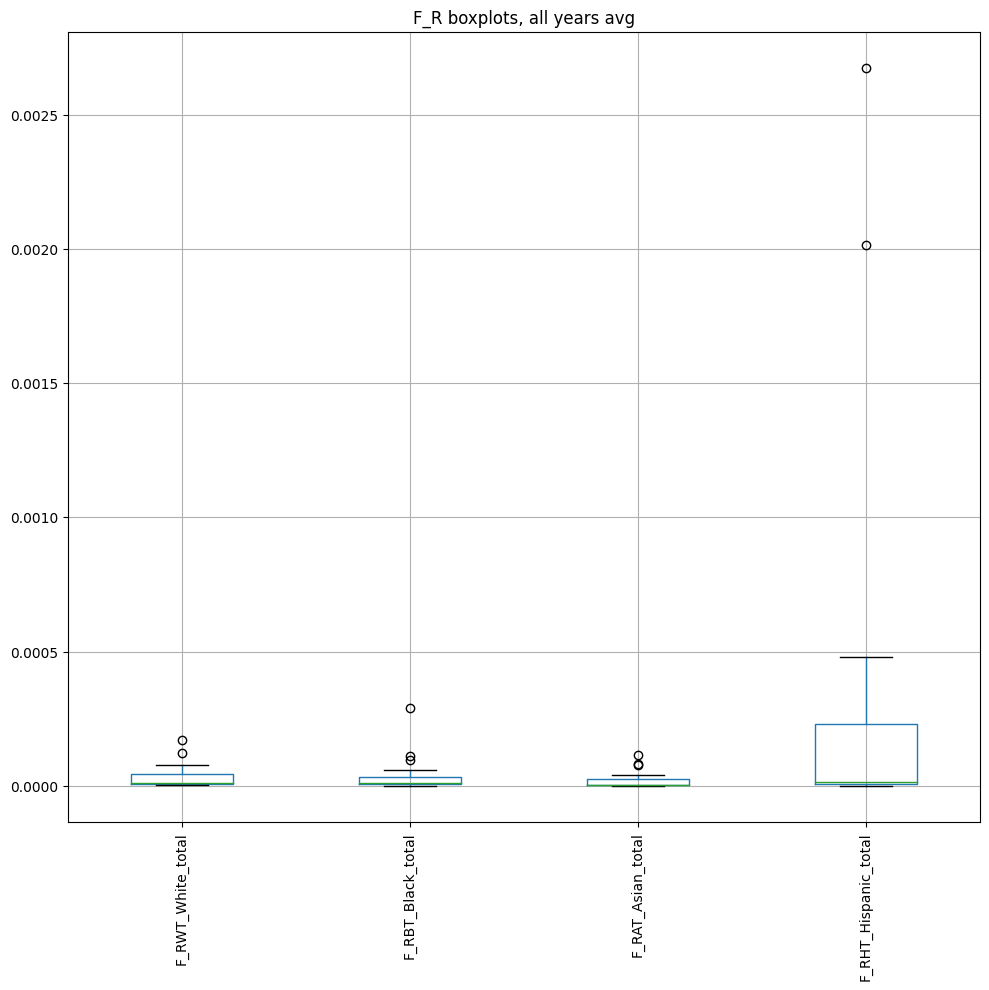 F_R boxplots, all years avg
0.0025
0.0020
0.0015
0.0010
0.0005
0.0000
F_RWT_White_total
F_RBT_Black_total
F_RAT_Asian_total
F_RHT_Hispanic_total